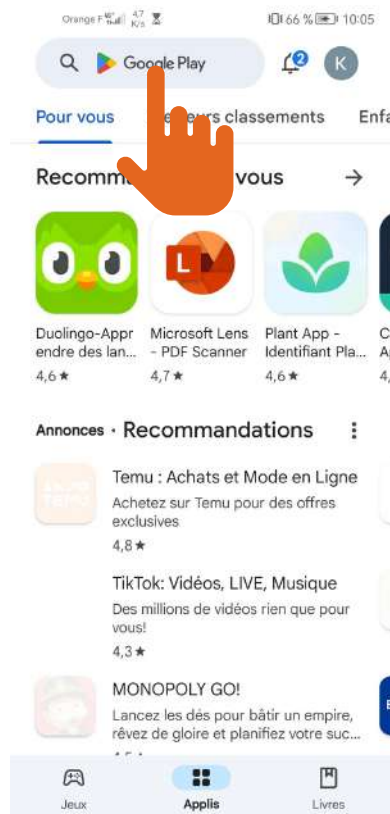 Orange F 4,7 K/s 66 % 10:05
Google Play 2 K
Pour vous eurs classements Enfa
Recomm vous →
Duolingo-Appr
endre des lan...
4,6 ★
L
Microsoft Lens
- PDF Scanner
4,7 ★
Plant App -
Identifiant Pla...
4,6 ★
C
A
4,
Annonces · Recommandations
TEMU
Temu : Achats et Mode en Ligne
Achetez sur Temu pour des offres
exclusives
4,8 ★
TikTok: Vidéos, LIVE, Musique
Des millions de vidéos rien que pour
vous!
4,3 ★
MONOPOLY GO!
Lancez les dés pour bâtir un empire,
rêvez de gloire et planifiez votre suc...
Jeux Applis Livres